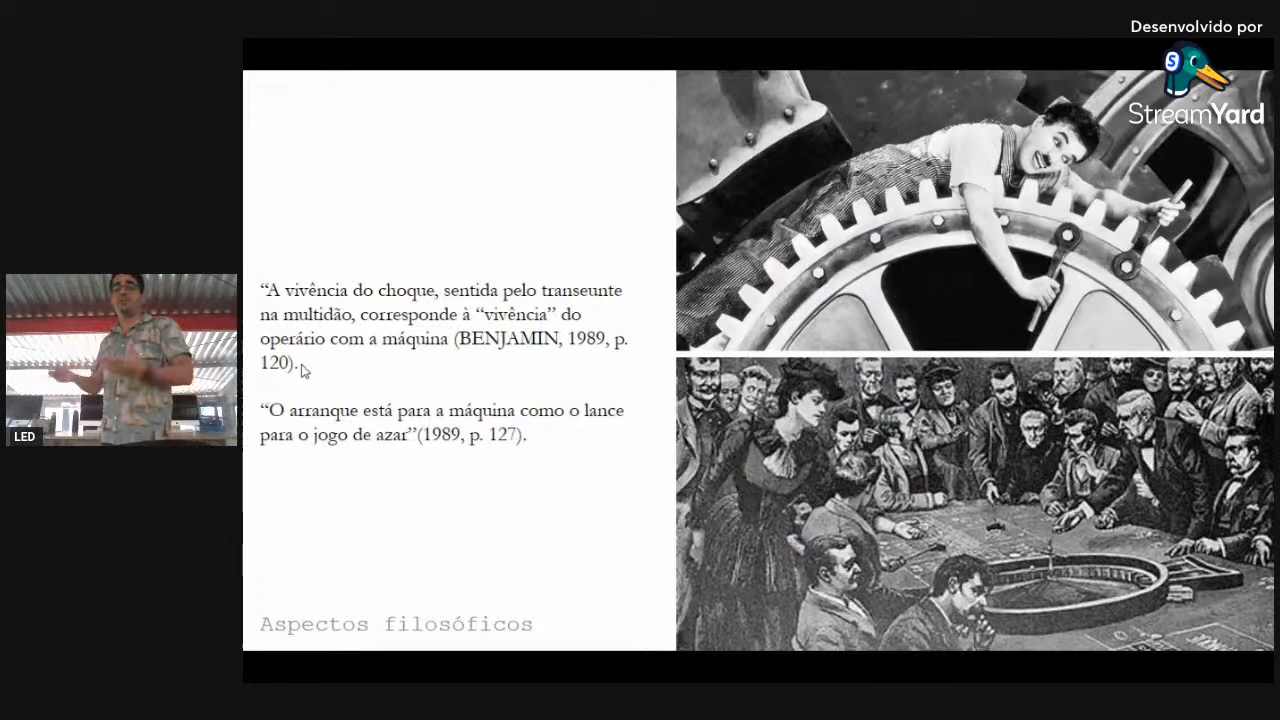 Desenvolvido por
StreamYard
“A vivência do choque, sentida pelo transeunte
na multidão, corresponde à “vivência” do
operário com a máquina (BENJAMIN, 1989, p.
120).
“O arranque está para a máquina como o lance
para o jogo de azar”(1989, p. 127).
LED
Aspectos filosóficos